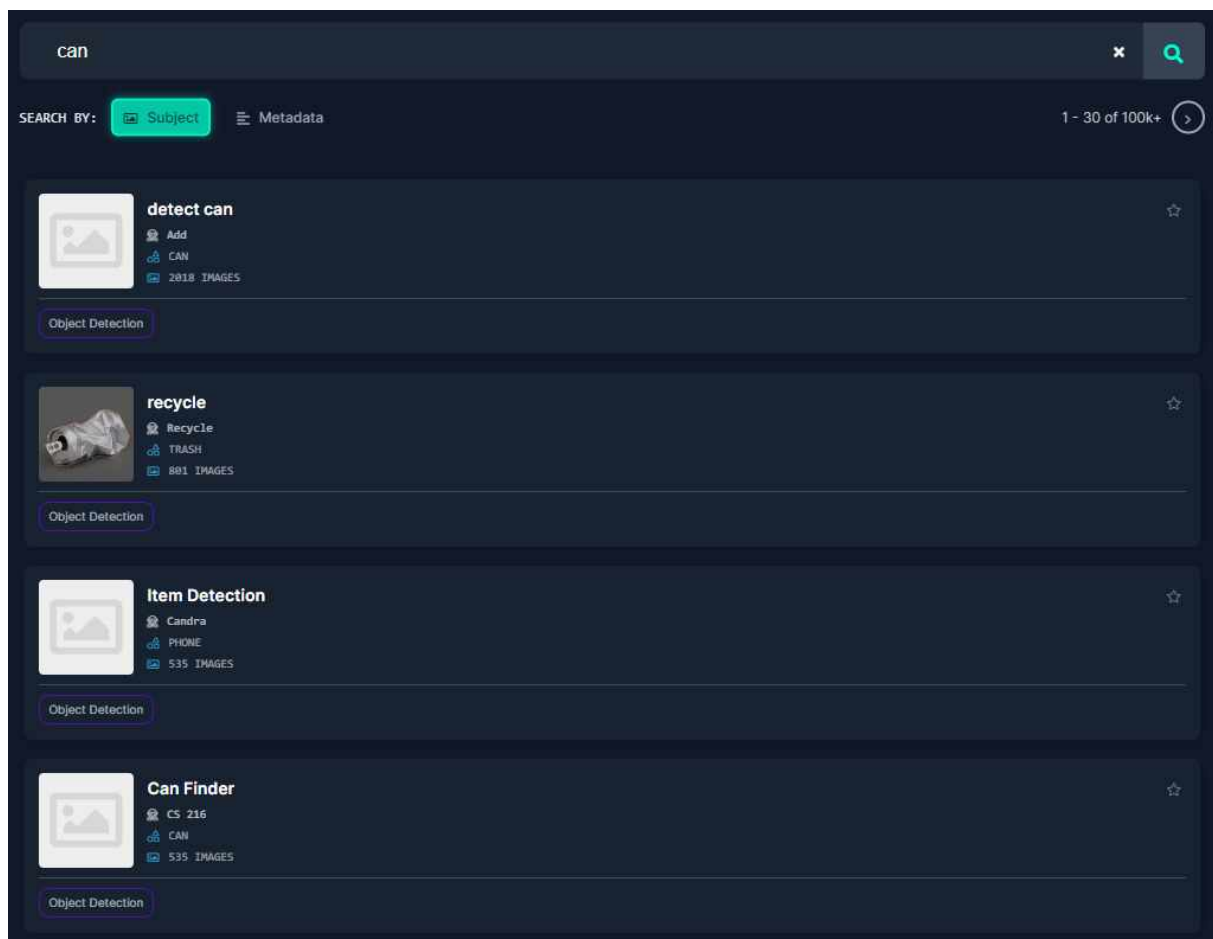 can
SEARCH BY: Subject Metadata 1 - 30 of 100k+
detect can
Add
CAN
2018 IMAGES
Object Detection
recycle
Recycle
TRASH
801 IMAGES
Object Detection
Item Detection
Candra
PHONE
535 IMAGES
Object Detection
Can Finder
CS 216
CAN
535 IMAGES
Object Detection